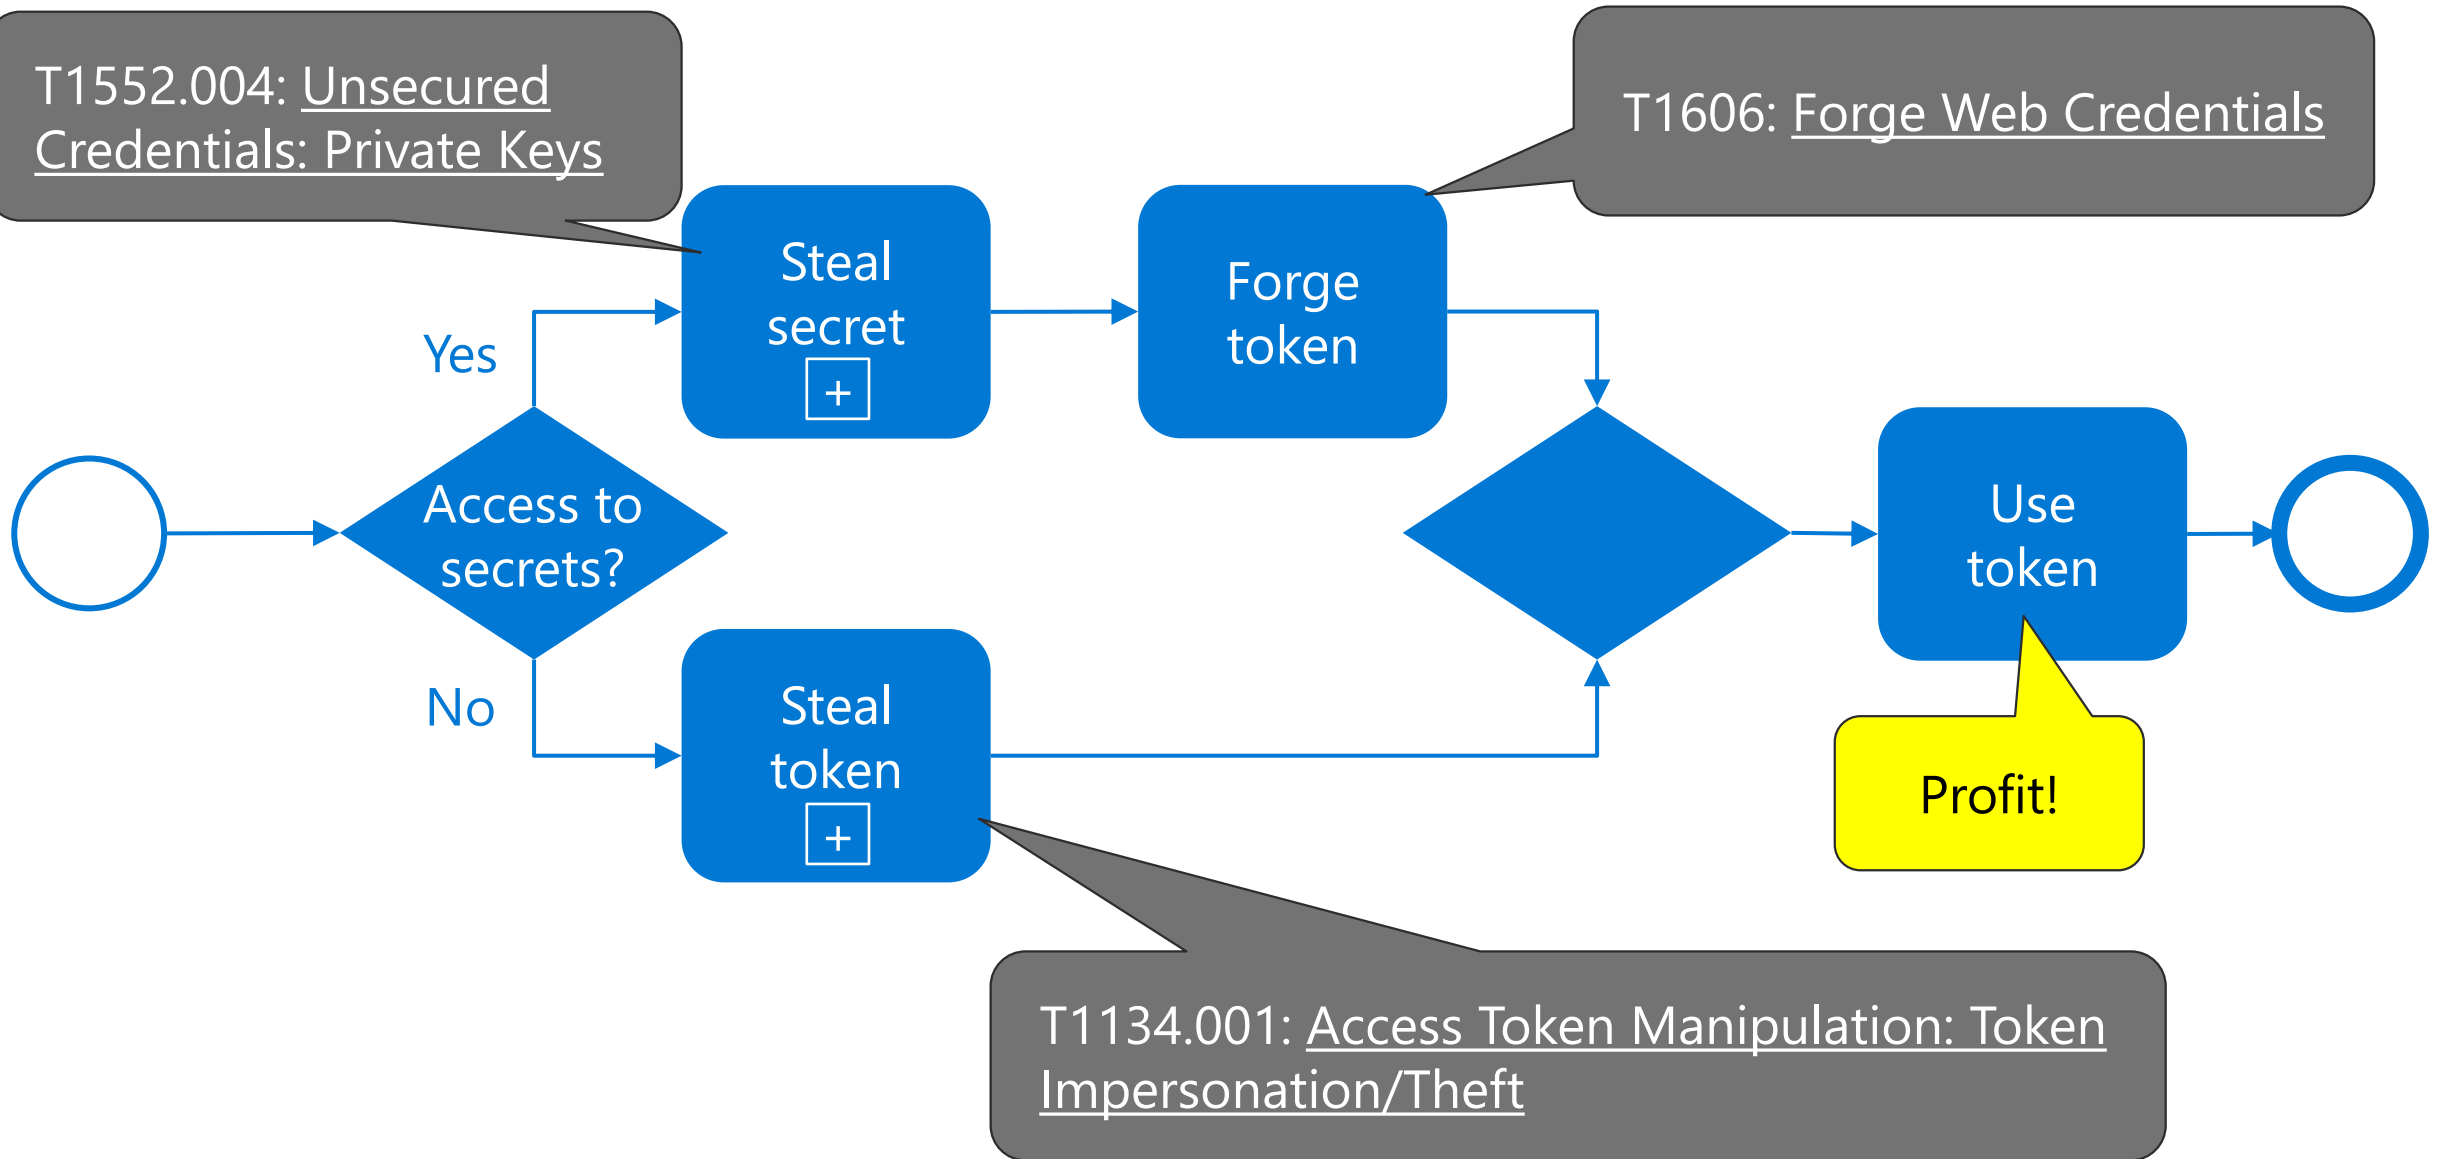 T1552.004: Unsecured
Credentials: Private Keys
T1606: Forge Web Credentials
Steal
secret
+
Forge
token
Yes
Access to
secrets?
Use
token
No
Steal
token
+
Profit!
T1134.001: Access Token Manipulation: Token
Impersonation/Theft